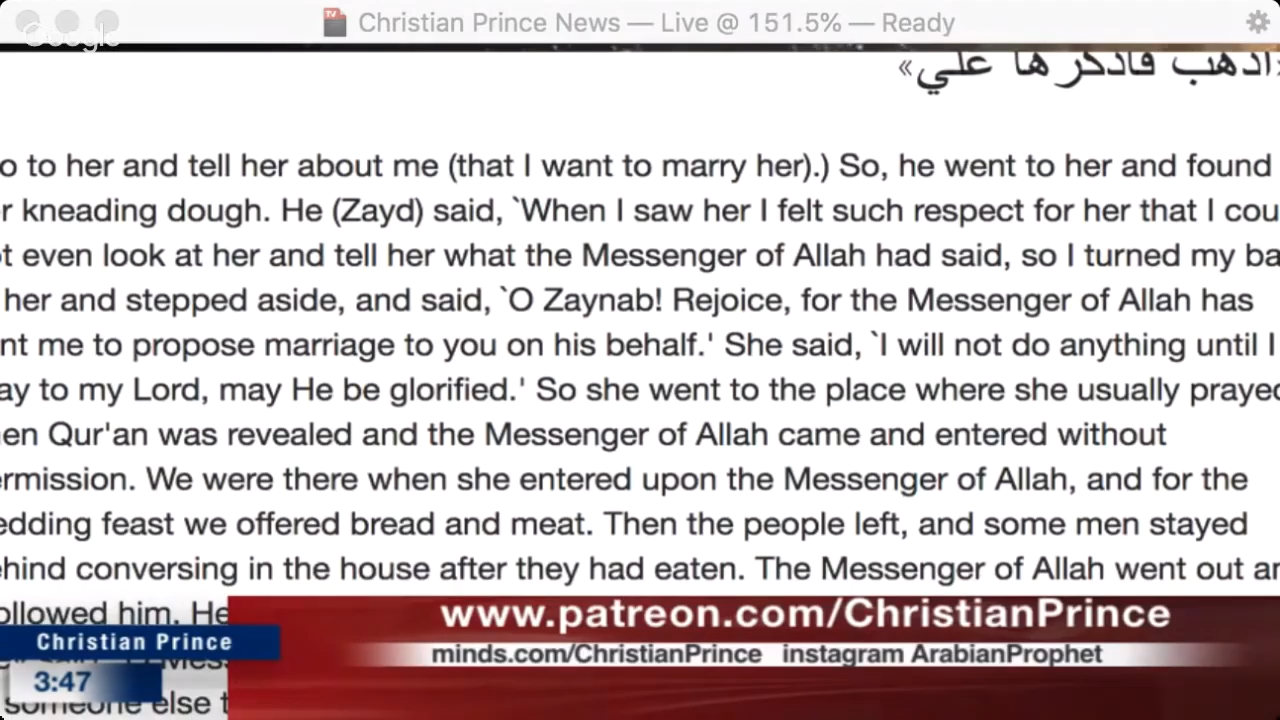 Christian Prince News — Live @ 151.5% — Ready
Google
اذهب فاذكرها علي»
o to her and tell her about me (that I want to marry her).) So, he went to her and found
r kneading dough. He (Zayd) said, `When I saw her I felt such respect for her that I cou
t even look at her and tell her what the Messenger of Allah had said, so I turned my ba
her and stepped aside, and said, `O Zaynab! Rejoice, for the Messenger of Allah has
nt me to propose marriage to you on his behalf.' She said, `I will not do anything until I
ay to my Lord, may He be glorified.' So she went to the place where she usually prayed
en Qur'an was revealed and the Messenger of Allah came and entered without
ermission. We were there when she entered upon the Messenger of Allah, and for the
edding feast we offered bread and meat. Then the people left, and some men stayed
hind conversing in the house after they had eaten. The Messenger of Allah went out an
ollowed him. He
www.patreon.com/ChristianPrince
Christian Prince
minds.com/ChristianPrince instagram ArabianProphet
3:47
someone else t